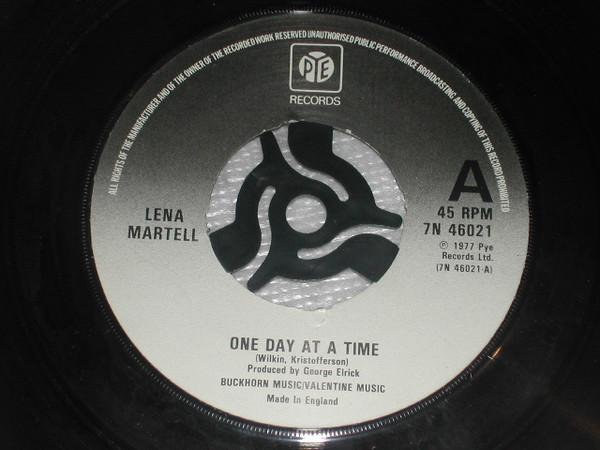 ALL RIGHTS OF THE MANUFACTURER AND OF THE OWNER OF THE RECORDED WORK RESERVED UNAUTHORISED PUBLIC PERFORMANCE BROADCASTING AND COPYING OF THIS RECORD PROHIBITED
PYE
RECORDS
A
45 RPM
7N 46021
℗ 1977 Pye
Records Ltd.
(7N 46021·A)
LENA
MARTELL
ONE DAY AT A TIME
(Wilkin, Kristofferson)
Produced by George Elrick
BUCKHORN MUSIC/VALENTINE MUSIC
Made In England